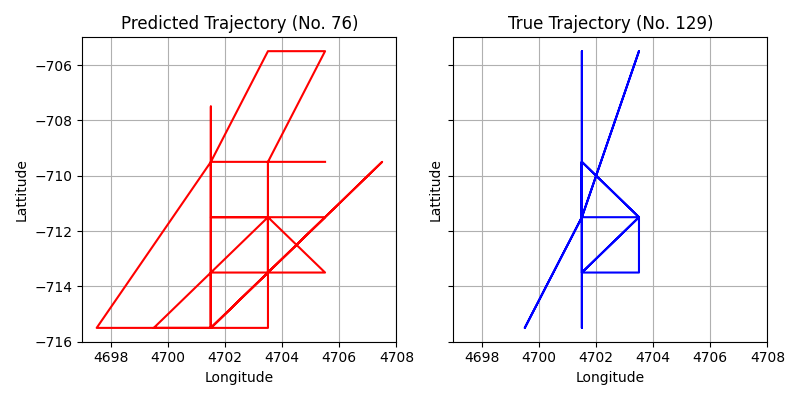 Predicted Trajectory (No. 76)
True Trajectory (No. 129)
−706
−708
−710
−712
−714
−716
Lattitude
Lattitude
4698 4700 4702 4704 4706 4708
4698 4700 4702 4704 4706 4708
Longitude
Longitude